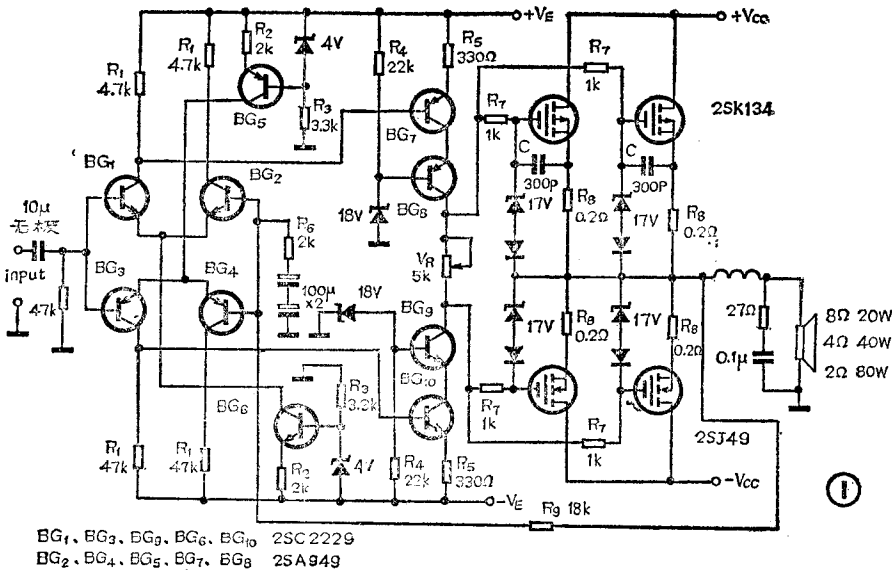 +VE
+VCC
R1
4.7k
R1
4.7k
R2
2k
4V
R3
3.3k
BG5
R4
22k
R5
330Ω
R7
1k
R7
1k
2SK134
BG7
BG8
BG1
BG2
C
300P
C
300P
17V
17V
R8
0.2Ω
R8
0.2Ω
10μ
无极
input
47k
BG3
BG4
R6
2k
100μ
×2
18V
18V
VR
5k
BG9
BG10
17V
17V
R8
0.2Ω
R8
0.2Ω
27Ω
0.1μ
8Ω 20W
4Ω 40W
2Ω 80W
BG6
R3
3.3k
4V
R1
47k
R1
47k
R2
2k
R4
22k
R5
330Ω
R7
1k
R7
1k
2SJ49
-VCC
-VE
R9 18k
1
BG1、BG3、BG9、BG6、BG10 2SC2229
BG2、BG4、BG5、BG7、BG8 2SA949